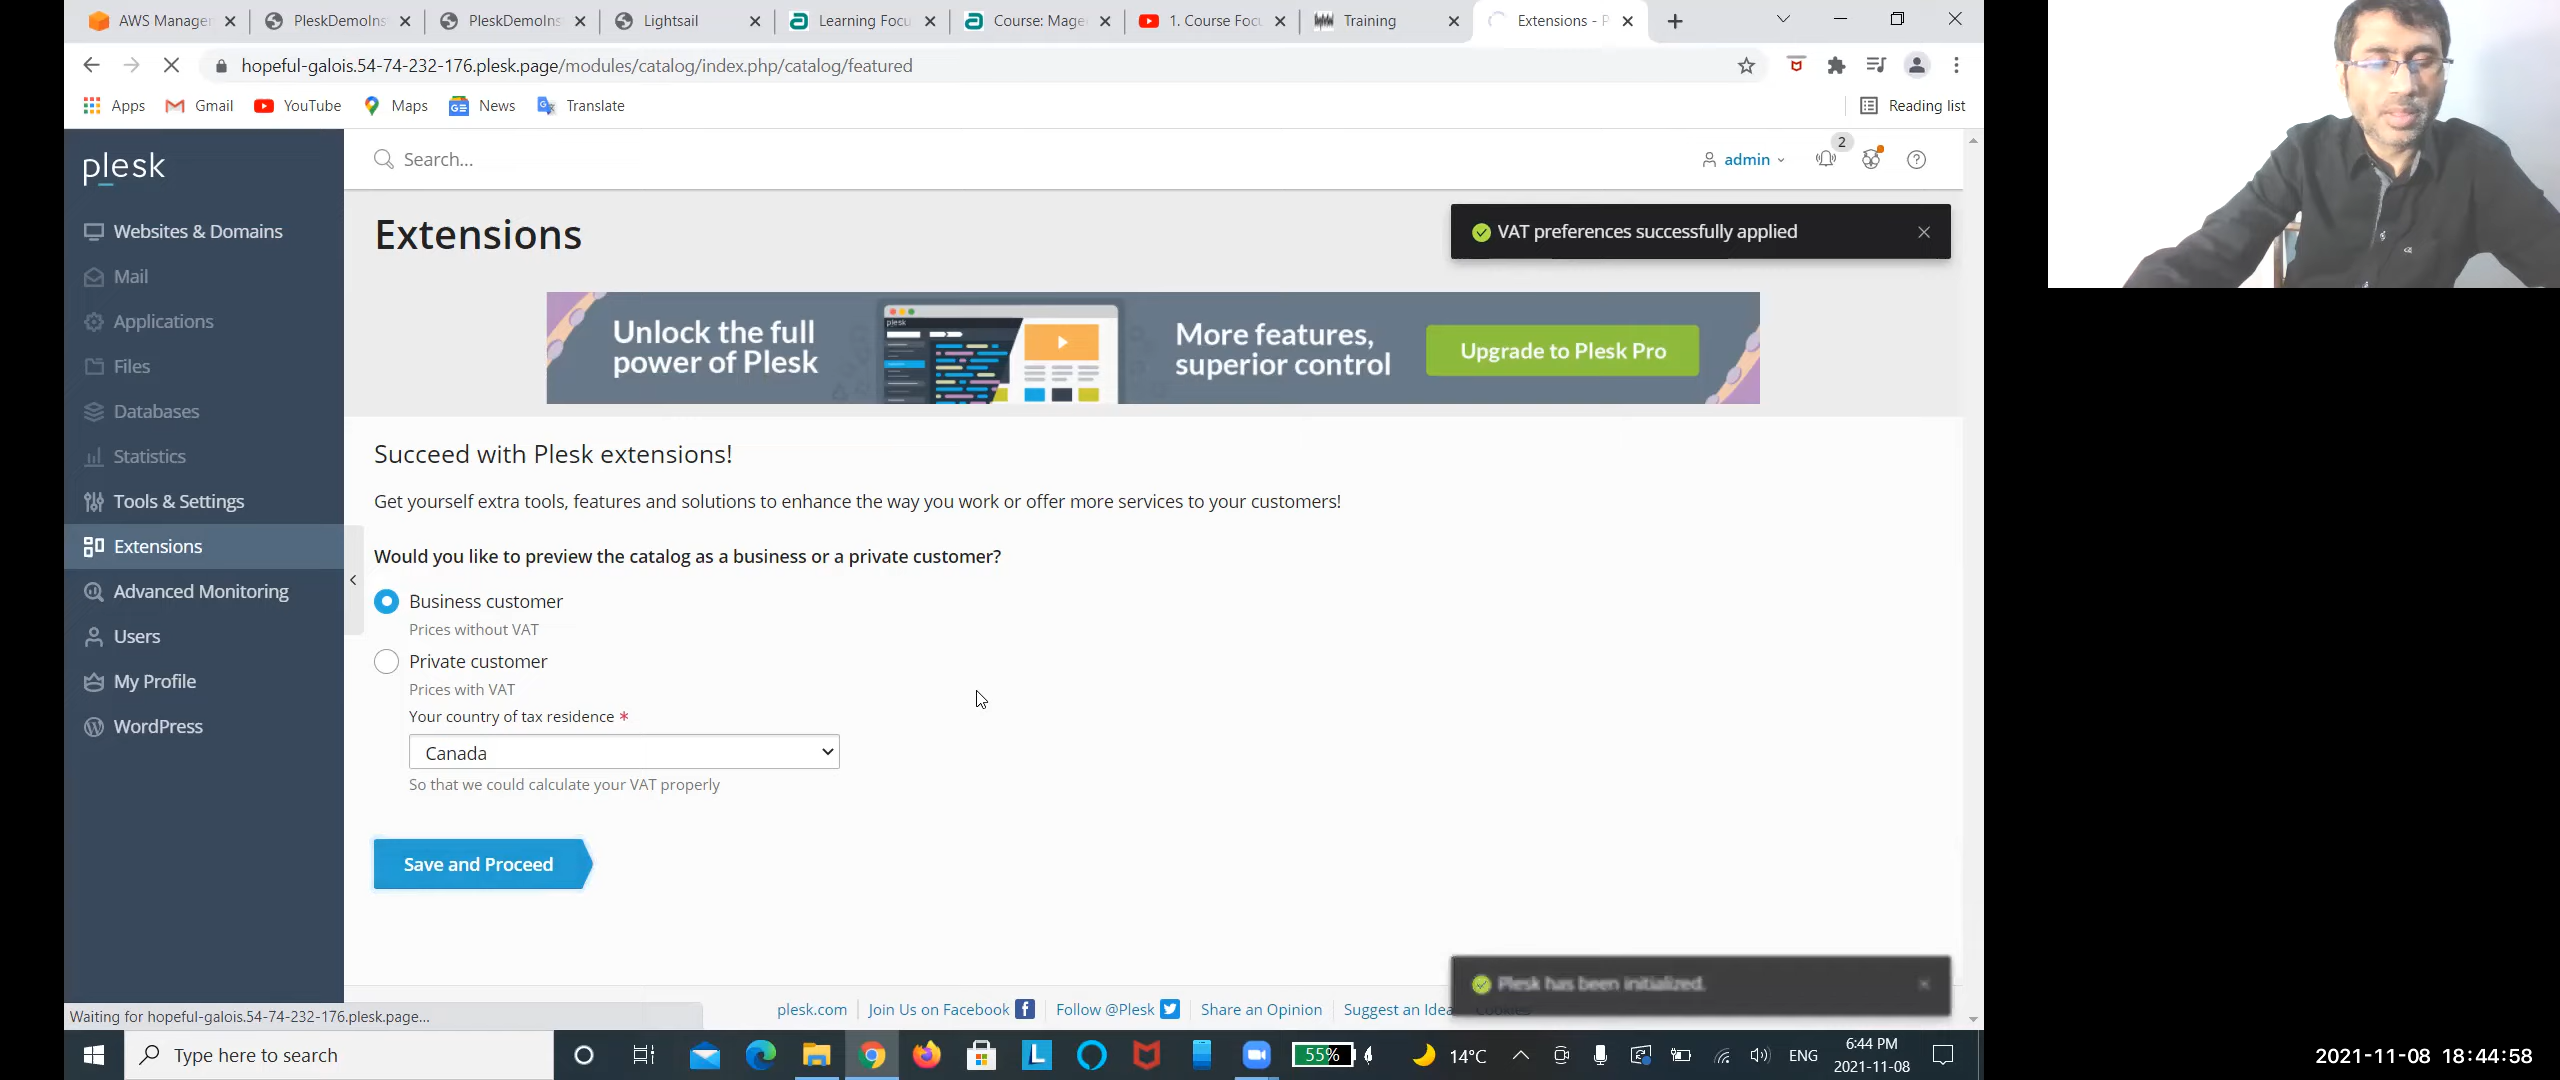 AWS Manager
PleskDemoIns
PleskDemoIns
Lightsail
Learning Focu
Course: Mage
1. Course Focu
Training
Extensions - P
hopeful-galois.54-74-232-176.plesk.page/modules/catalog/index.php/catalog/featured
Apps
Gmail
YouTube
Maps
News
Translate
Reading list
plesk
Search...
admin
2
Websites & Domains
Mail
Applications
Files
Databases
Statistics
Tools & Settings
Extensions
Advanced Monitoring
Users
My Profile
WordPress
Extensions
VAT preferences successfully applied
Unlock the full
power of Plesk
plesk
More features,
superior control
Upgrade to Plesk Pro
Succeed with Plesk extensions!
Get yourself extra tools, features and solutions to enhance the way you work or offer more services to your customers!
Would you like to preview the catalog as a business or a private customer?
Business customer
Prices without VAT
Private customer
Prices with VAT
Your country of tax residence *
Canada
So that we could calculate your VAT properly
Save and Proceed
Plesk has been initialized.
plesk.com
Join Us on Facebook
Follow @Plesk
Share an Opinion
Suggest an Idea
Cookies
Waiting for hopeful-galois.54-74-232-176.plesk.page...
Type here to search
L
55%
14°C
ENG
6:44 PM
2021-11-08
2021-11-08 18:44:58